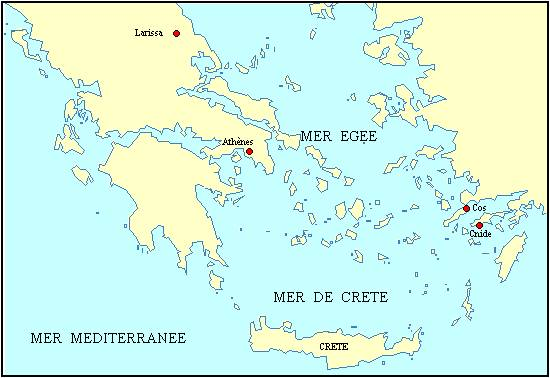 Larissa
MER EGEE
Athènes
Cos
Cnide
MER DE CRETE
MER MEDITERRANEE
CRETE